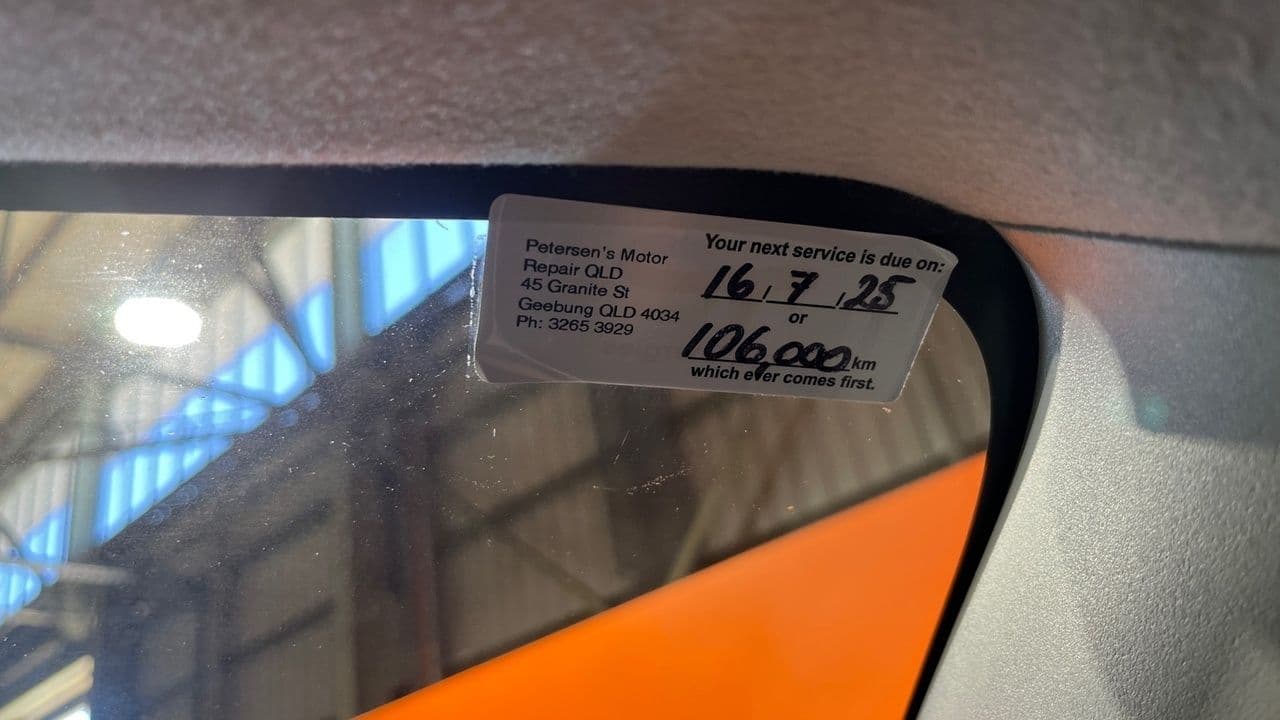 Petersen's Motor
Repair QLD
45 Granite St
Geebung QLD 4034
Ph: 3265 3929
Your next service is due on:
16/7/25
or
106,000 km
which ever comes first.